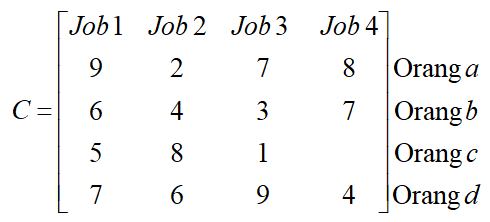 Job 1 Job 2 Job 3 Job 4
9 2 7 8 Orang a
C = 6 4 3 7 Orang b
5 8 1 Orang c
7 6 9 4 Orang d